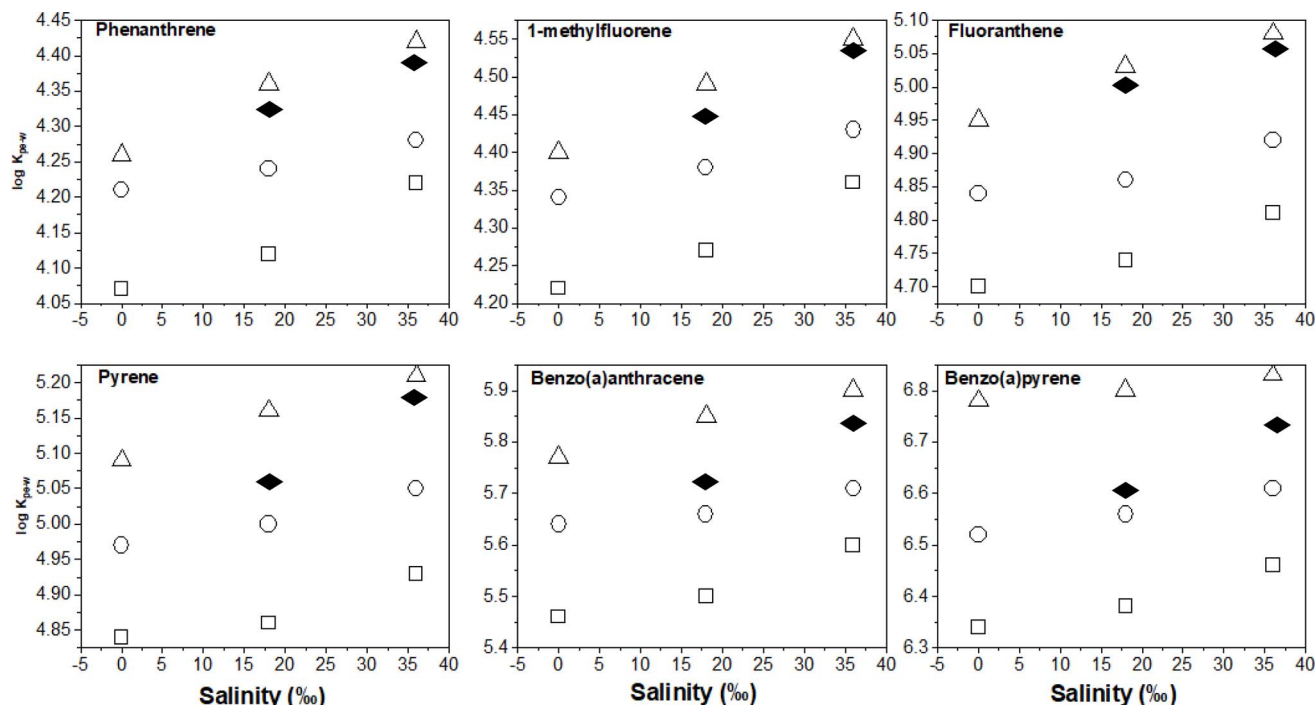 Phenanthrene
log K pe-w
4.45
4.40
4.35
4.30
4.25
4.20
4.15
4.10
4.05
-5 0 5 10 15 20 25 30 35 40
1-methylfluorene
4.55
4.50
4.45
4.40
4.35
4.30
4.25
4.20
-5 0 5 10 15 20 25 30 35 40
Fluoranthene
5.10
5.05
5.00
4.95
4.90
4.85
4.80
4.75
4.70
-5 0 5 10 15 20 25 30 35 40
Pyrene
log K pe-w
5.20
5.15
5.10
5.05
5.00
4.95
4.90
4.85
-5 0 5 10 15 20 25 30 35 40
Salinity (‰)
Benzo(a)anthracene
5.9
5.8
5.7
5.6
5.5
5.4
-5 0 5 10 15 20 25 30 35 40
Salinity (‰)
Benzo(a)pyrene
6.8
6.7
6.6
6.5
6.4
6.3
-5 0 5 10 15 20 25 30 35 40
Salinity (‰)